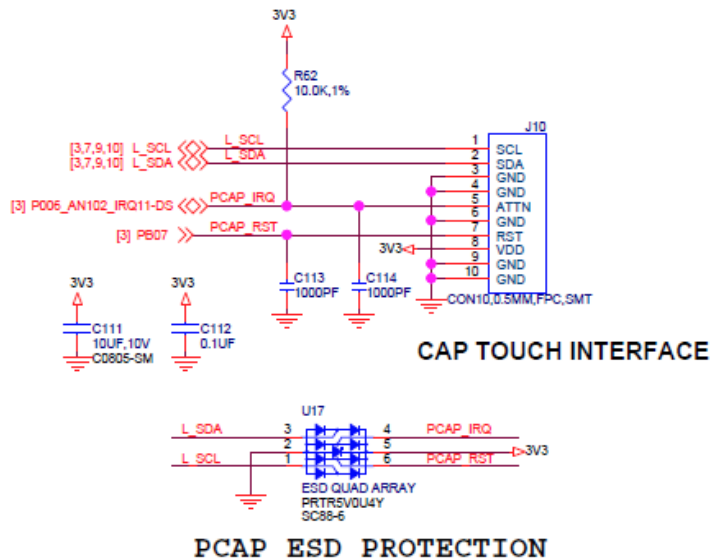 3V3
R62
10.0K,1%
J10
[3,7,9,10] L_SCL L_SCL 1 SCL
[3,7,9,10] L_SDA L_SDA 2 SDA
3 GND
4 GND
[3] P006_AN102_IRQ11-DS PCAP_IRQ 5 ATTN
6 GND
[3] PB07 PCAP_RST 7 RST
3V3 8 VDD
9 GND
10 GND
C113
1000PF
C114
1000PF
CON10,0.5MM,FPC,SMT
3V3
3V3
C111
10UF,10V
C0805-SM
C112
0.1UF
CAP TOUCH INTERFACE
U17
L_SDA 3 4 PCAP_IRQ
2 5 3V3
L_SCL 1 6 PCAP_RST
ESD QUAD ARRAY
PRTR5V0U4Y
SC88-6
PCAP ESD PROTECTION